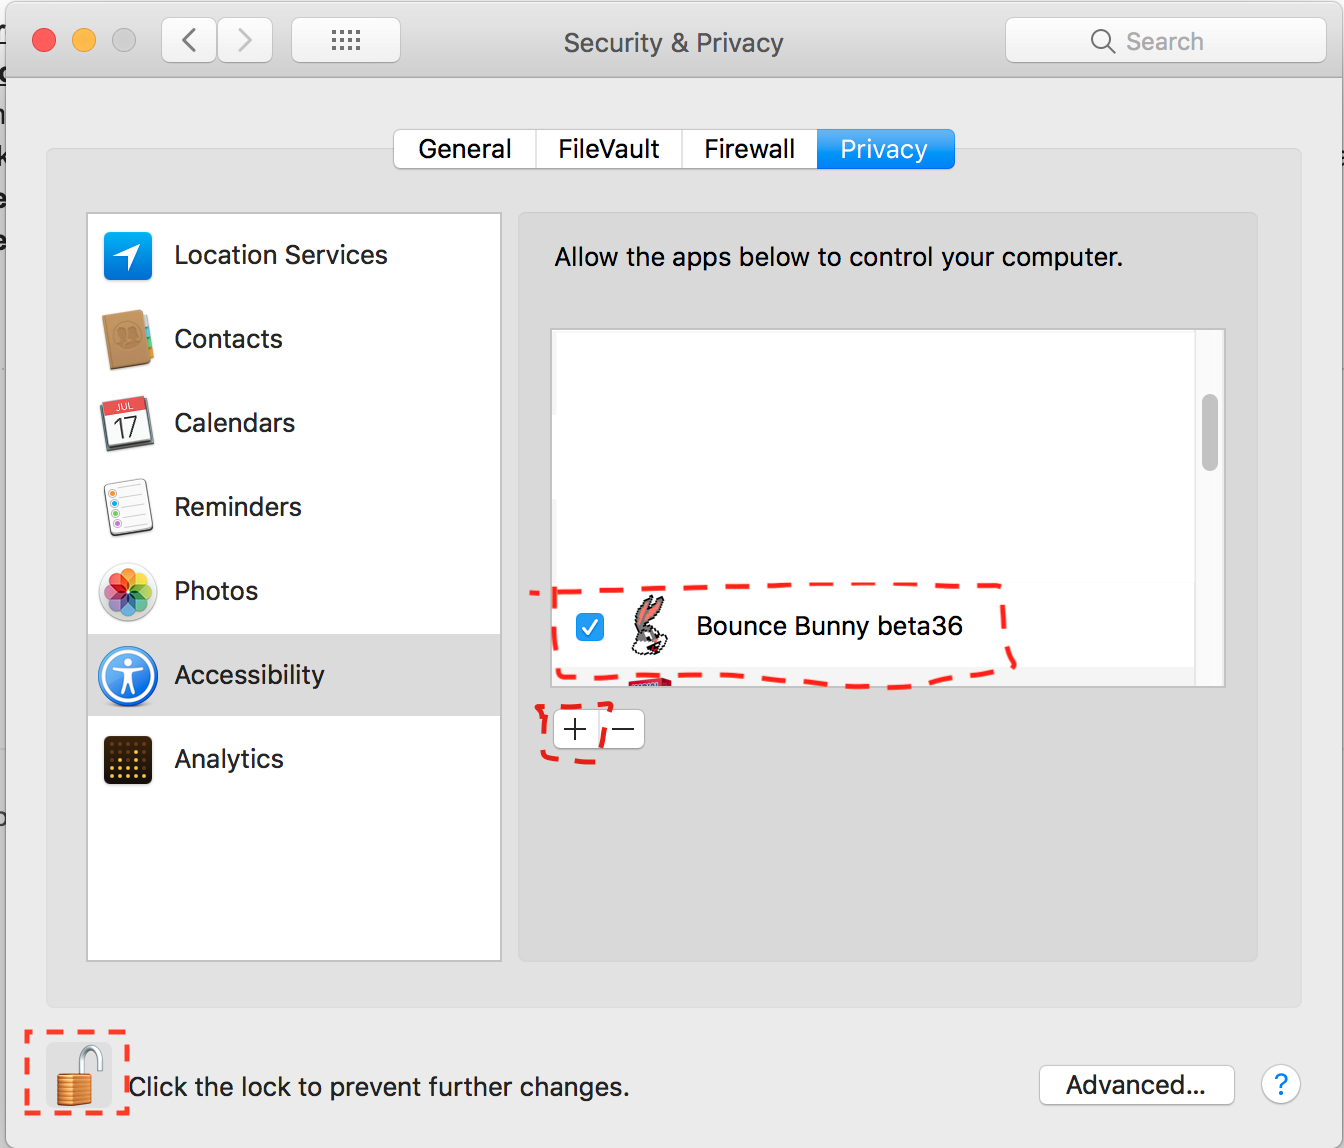 Security & Privacy
Search
General
FileVault
Firewall
Privacy
Location Services
Contacts
JUL
17
Calendars
Reminders
Photos
Accessibility
Analytics
Allow the apps below to control your computer.
Bounce Bunny beta36
Click the lock to prevent further changes.
Advanced...
?